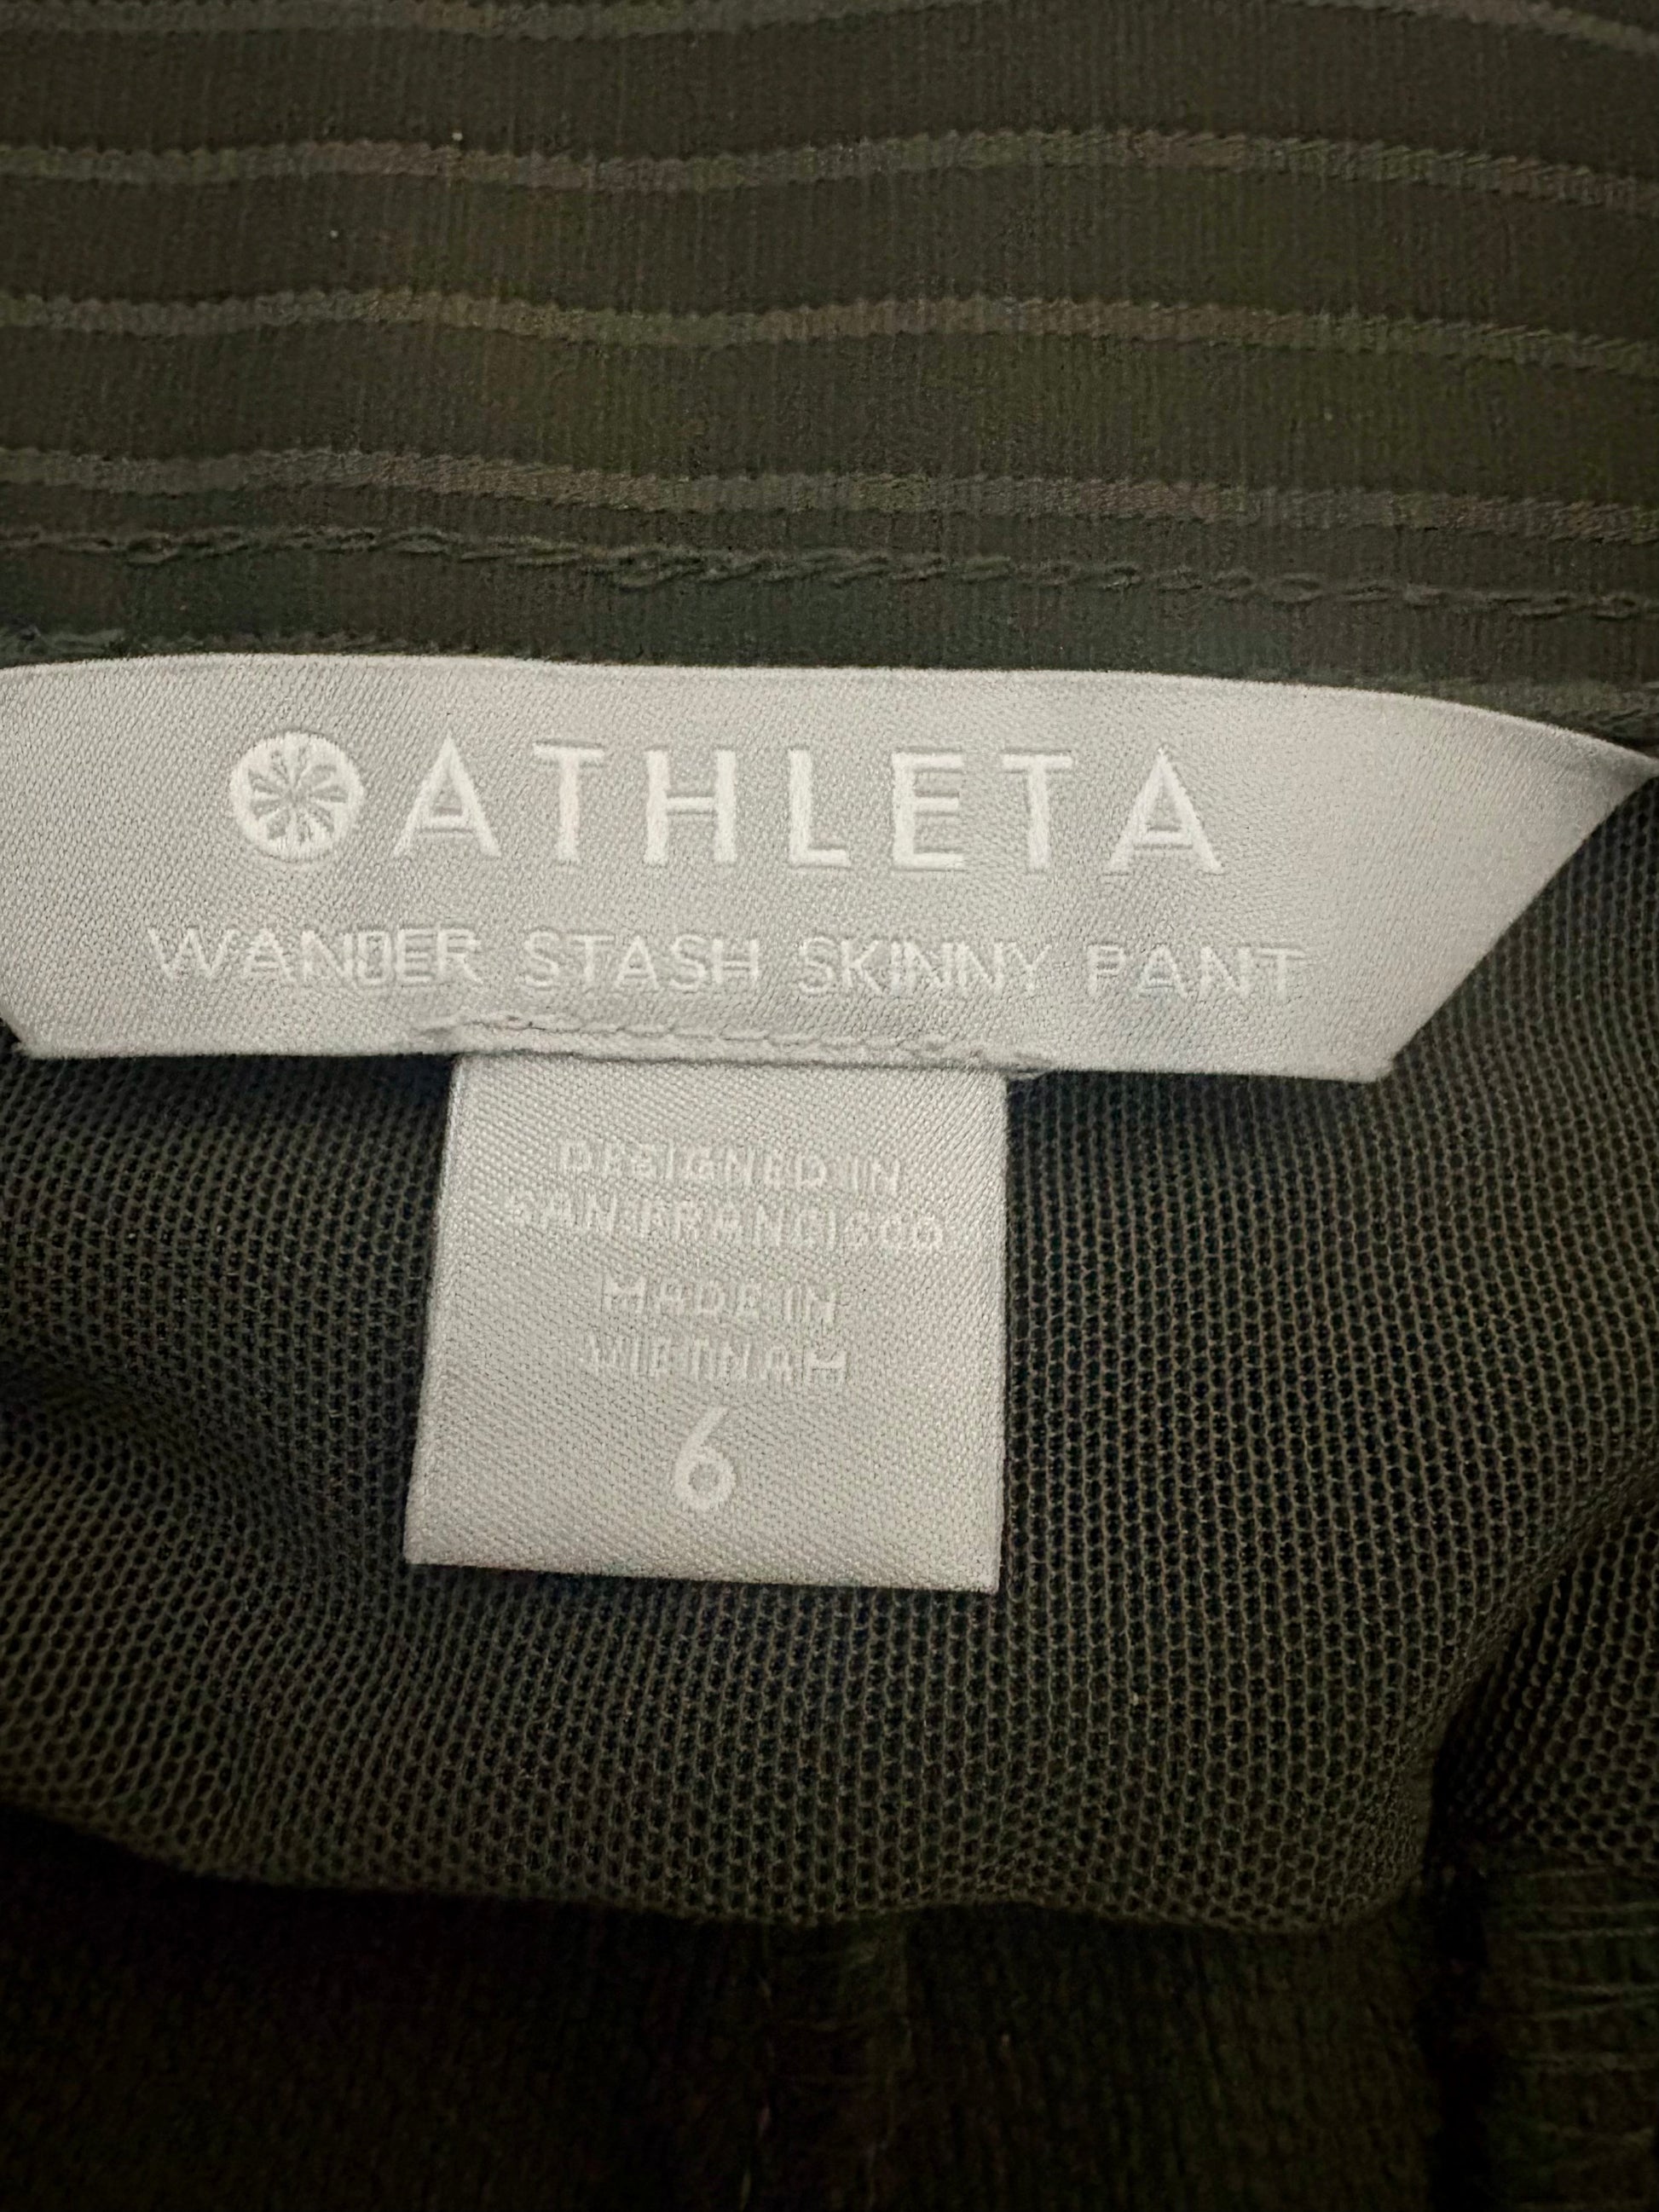 ATHLETA
WANDER STASH SKINNY PANT
DESIGNED IN
SAN FRANCISCO
MADE IN
VIETNAM
6